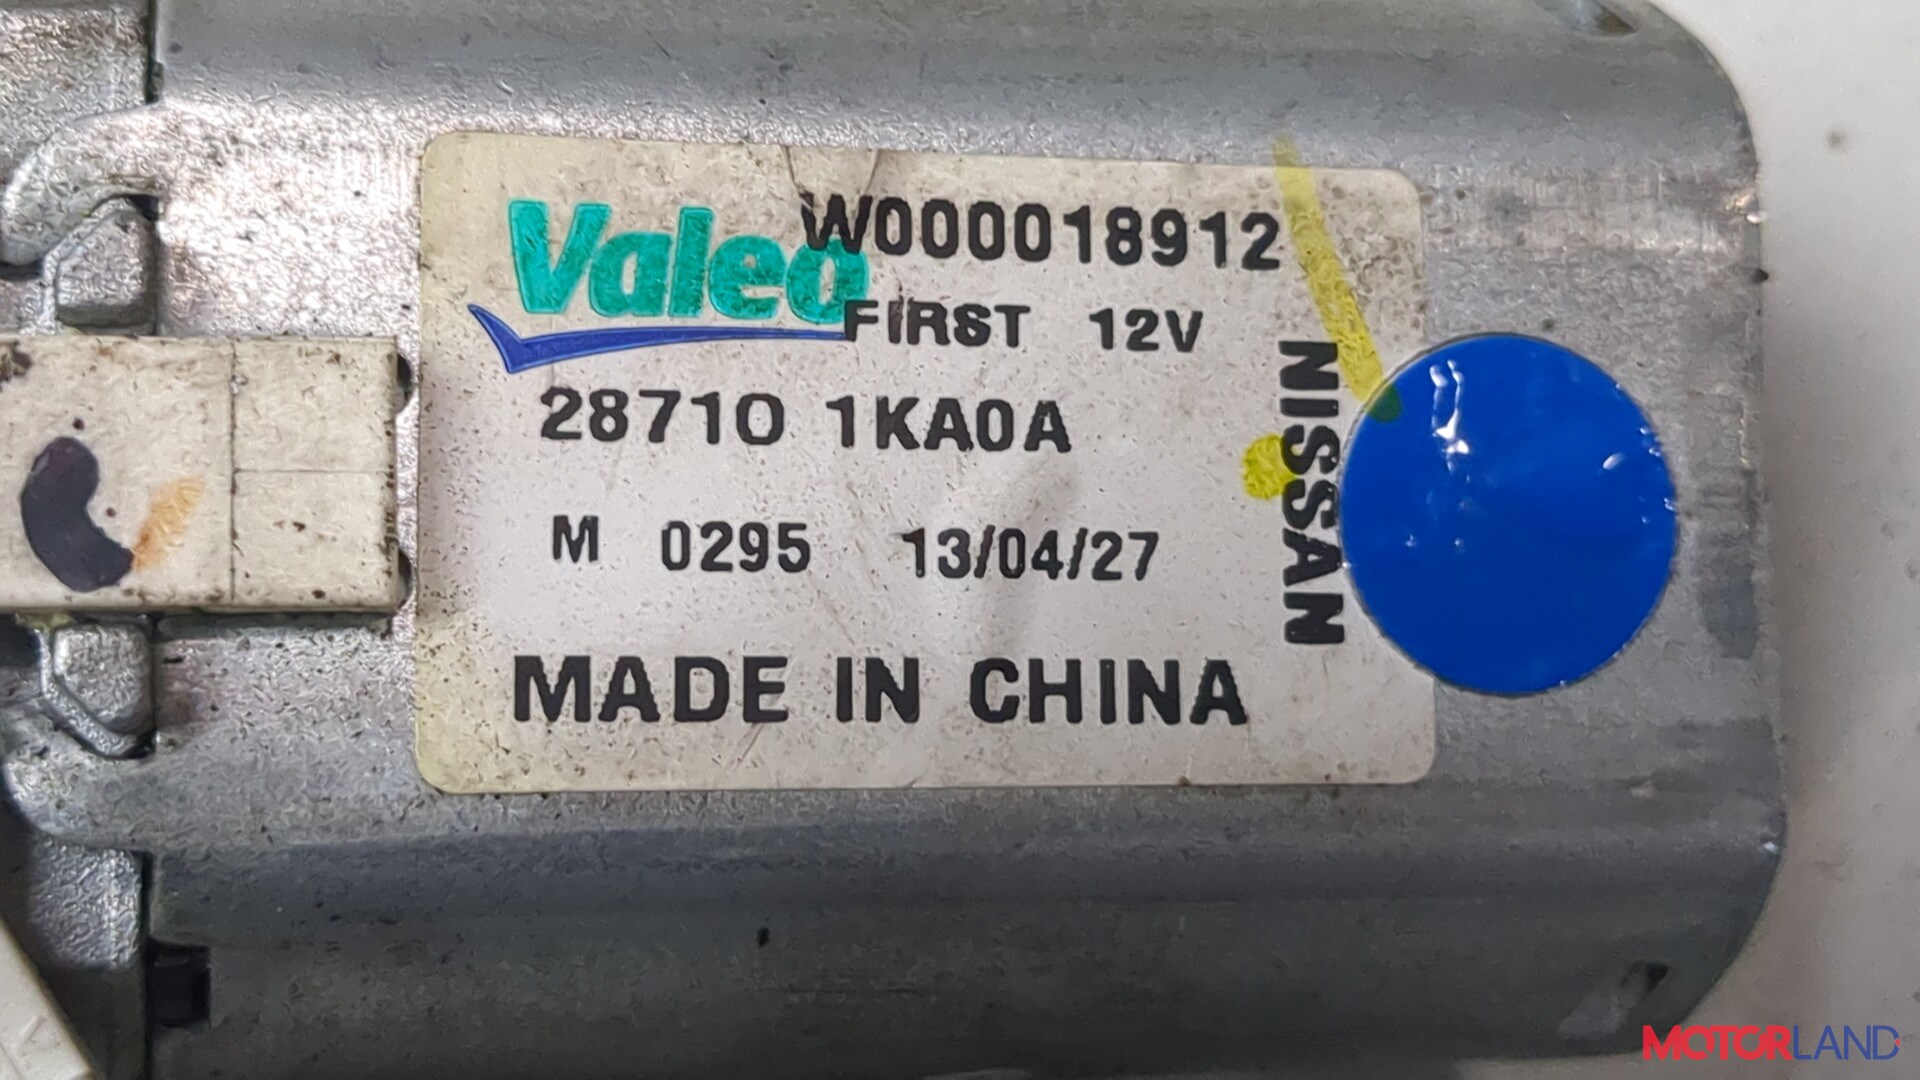 Valeo
W000018912
FIRST 12V
28710 1KA0A
M 0295 13/04/27
MADE IN CHINA
NISSAN
MOTORLAND